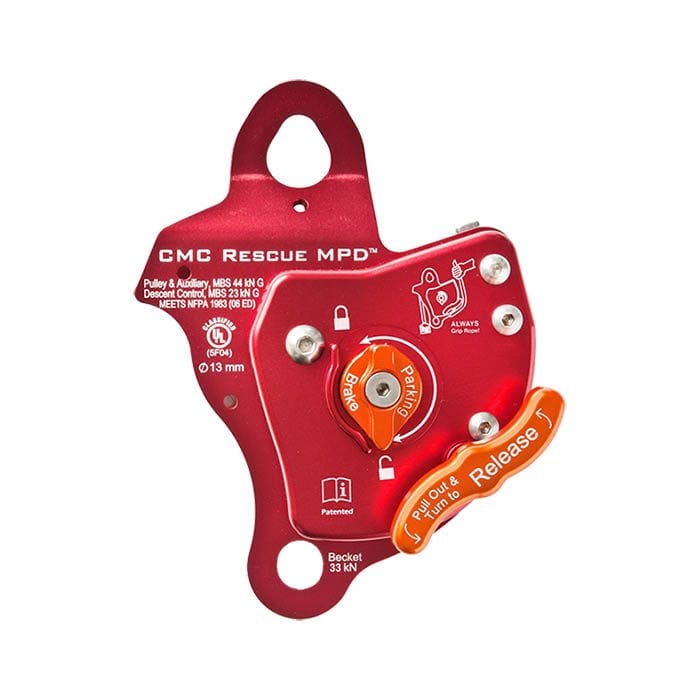 CMC RESCUE MPD™
Pulley & Auxiliary, MBS 44 kN G
Descent Control, MBS 23 kN G
MEETS NFPA 1983 (06 ED)
CLASSIFIED
UL
(5F04)
Ø 13 mm
ALWAYS
Grip Rope!
Parking
Brake
Release
Pull Out &
Turn to
Patented
Becket
33 kN